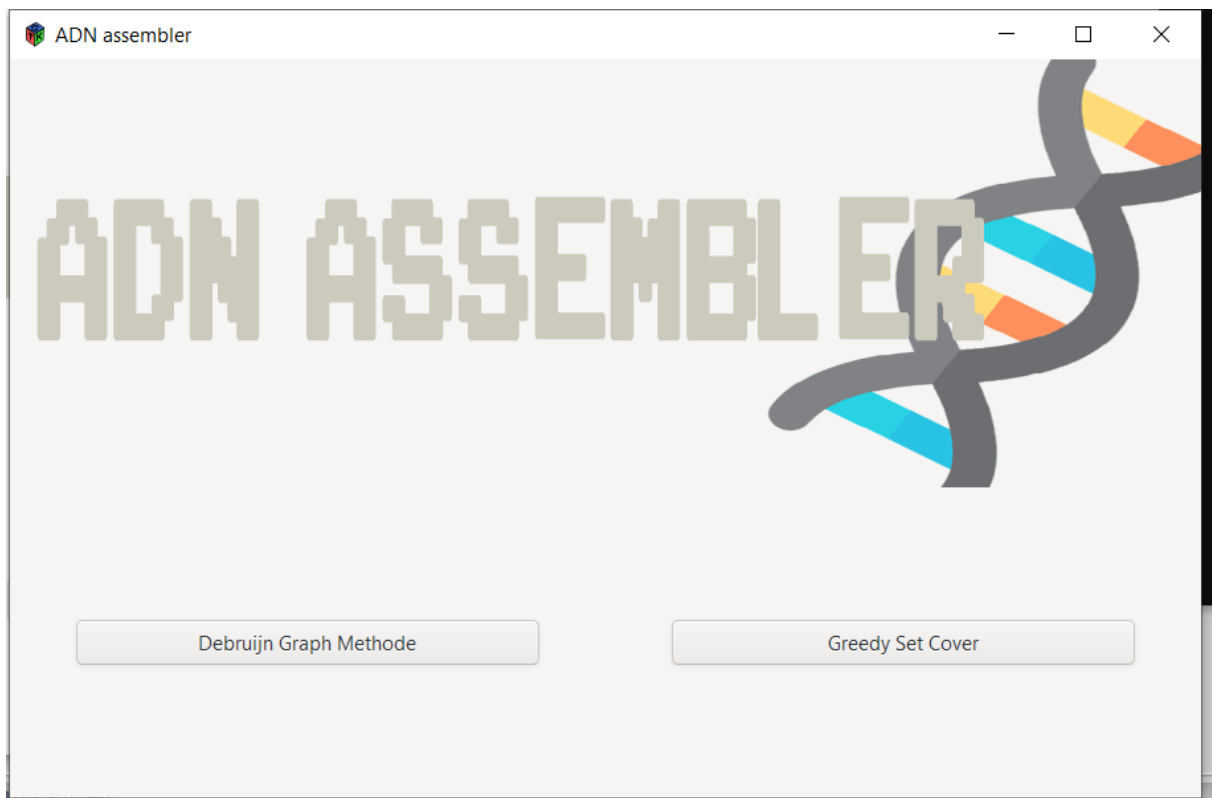 ADN assembler
ADN ASSEMBLER
Debruijn Graph Methode
Greedy Set Cover